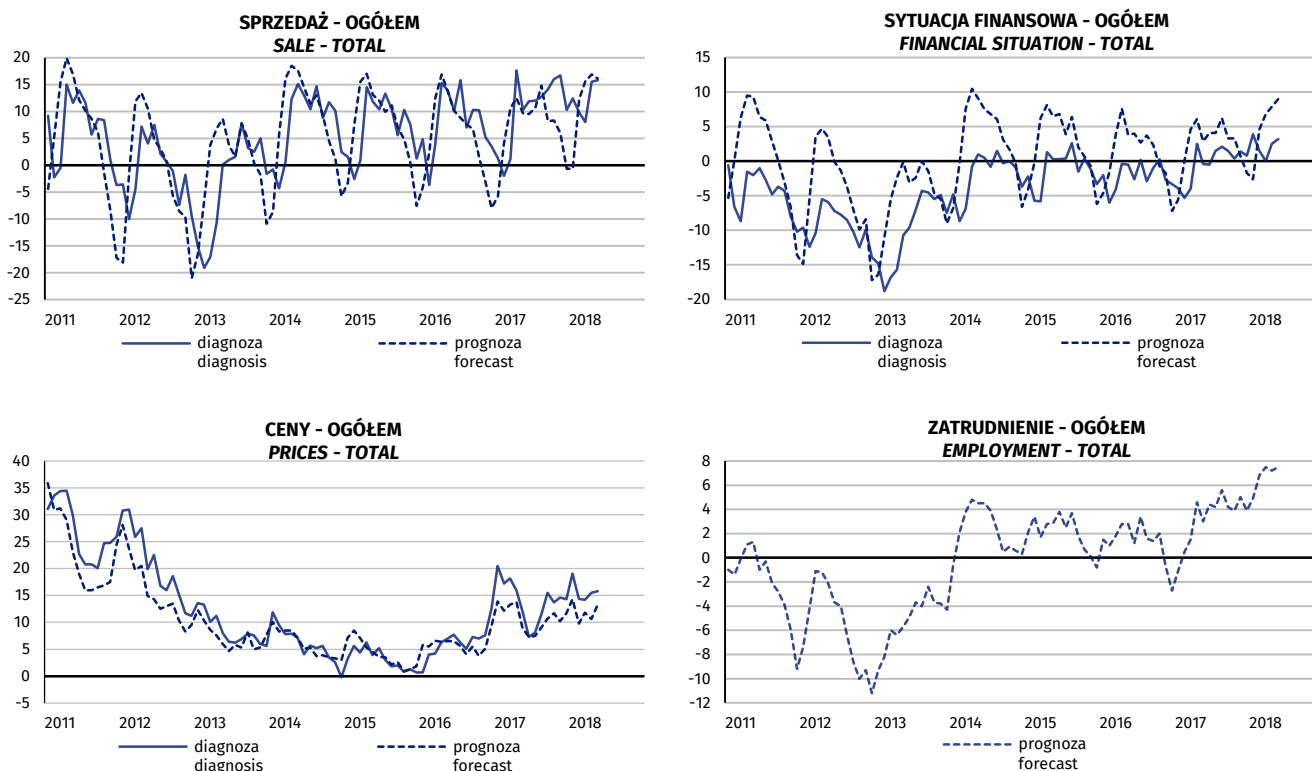 SPRZEDAŻ - OGÓŁEM
SALE - TOTAL
20
15
10
5
0
-5
-10
-15
-20
-25
2011 2012 2013 2014 2015 2016 2017 2018
diagnoza
diagnosis
prognoza
forecast
SYTUACJA FINANSOWA - OGÓŁEM
FINANCIAL SITUATION - TOTAL
15
10
5
0
-5
-10
-15
-20
2011 2012 2013 2014 2015 2016 2017 2018
diagnoza
diagnosis
prognoza
forecast
CENY - OGÓŁEM
PRICES - TOTAL
40
35
30
25
20
15
10
5
0
-5
2011 2012 2013 2014 2015 2016 2017 2018
diagnoza
diagnosis
prognoza
forecast
ZATRUDNIENIE - OGÓŁEM
EMPLOYMENT - TOTAL
8
6
4
2
0
-2
-4
-6
-8
-10
-12
2011 2012 2013 2014 2015 2016 2017 2018
prognoza
forecast